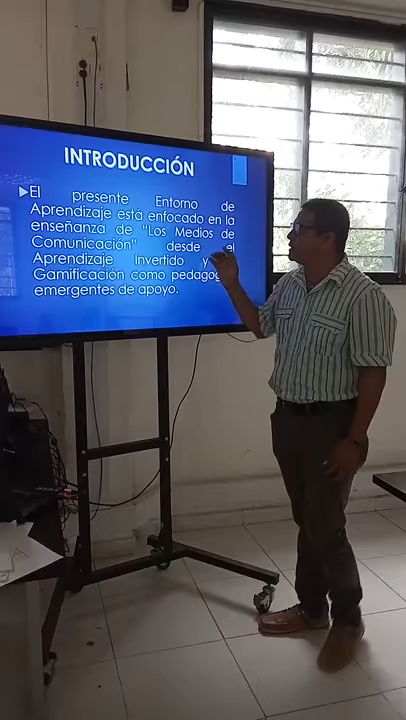 INTRODUCCIÓN
El presente Entorno de
Aprendizaje está enfocado en la
enseñanza de "Los Medios de
Comunicación" desde el
Aprendizaje Invertido y
Gamificación como
emergentes de apoyo.